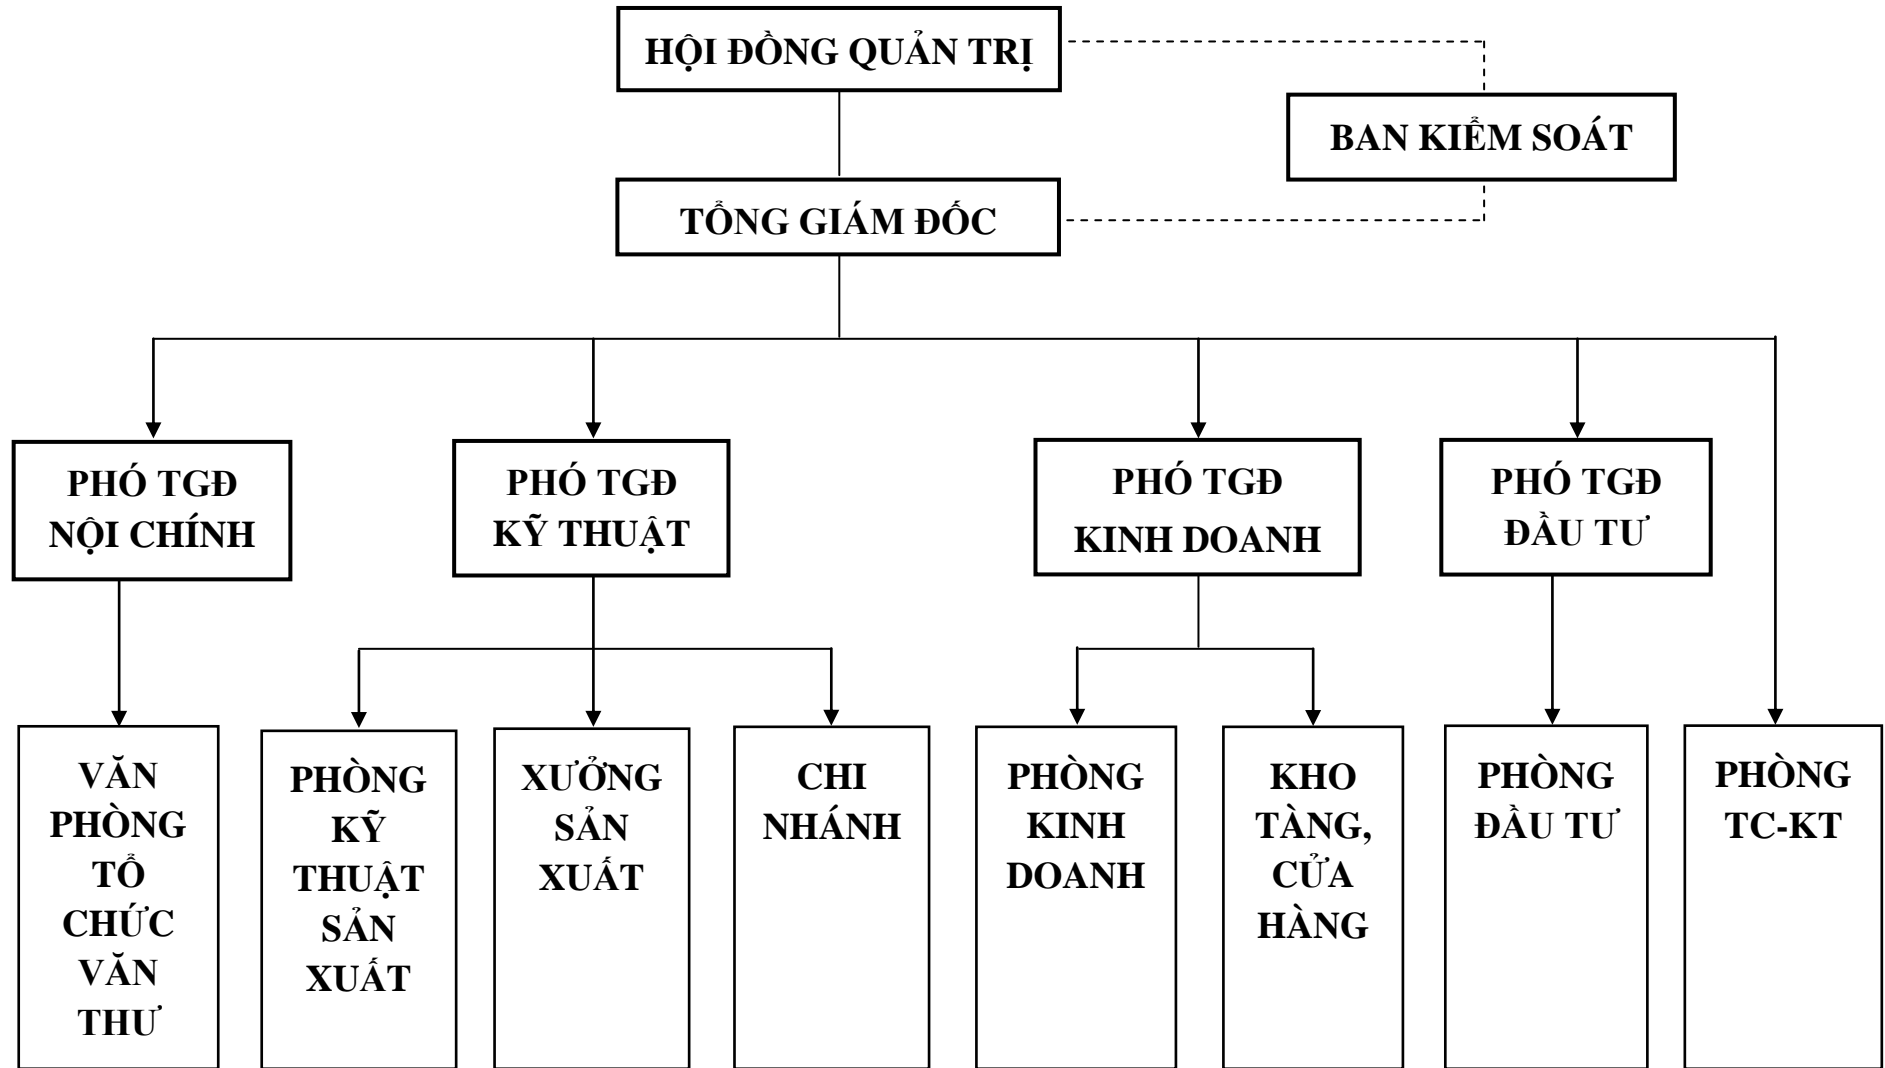 HỘI ĐỒNG QUẢN TRỊ
BAN KIỂM SOÁT
TỔNG GIÁM ĐỐC
PHÓ TGĐ
NỘI CHÍNH
PHÓ TGĐ
KỸ THUẬT
PHÓ TGĐ
KINH DOANH
PHÓ TGĐ
ĐẦU TƯ
VĂN
PHÒNG
TỔ
CHỨC
VĂN
THƯ
PHÒNG
KỸ
THUẬT
SẢN
XUẤT
XƯỞNG
SẢN
XUẤT
CHI
NHÁNH
PHÒNG
KINH
DOANH
KHO
TÀNG,
CỬA
HÀNG
PHÒNG
ĐẦU TƯ
PHÒNG
TC-KT